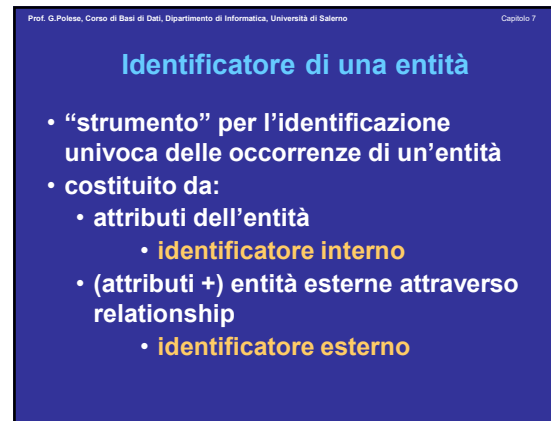 Prof. G.Polese, Corso di Basi di Dati, Dipartimento di Informatica, Università di Salerno Capitolo 7
Identificatore di una entità
• “strumento” per l’identificazione
univoca delle occorrenze di un’entità
• costituito da:
• attributi dell’entità
• identificatore interno
• (attributi +) entità esterne attraverso
relationship
• identificatore esterno